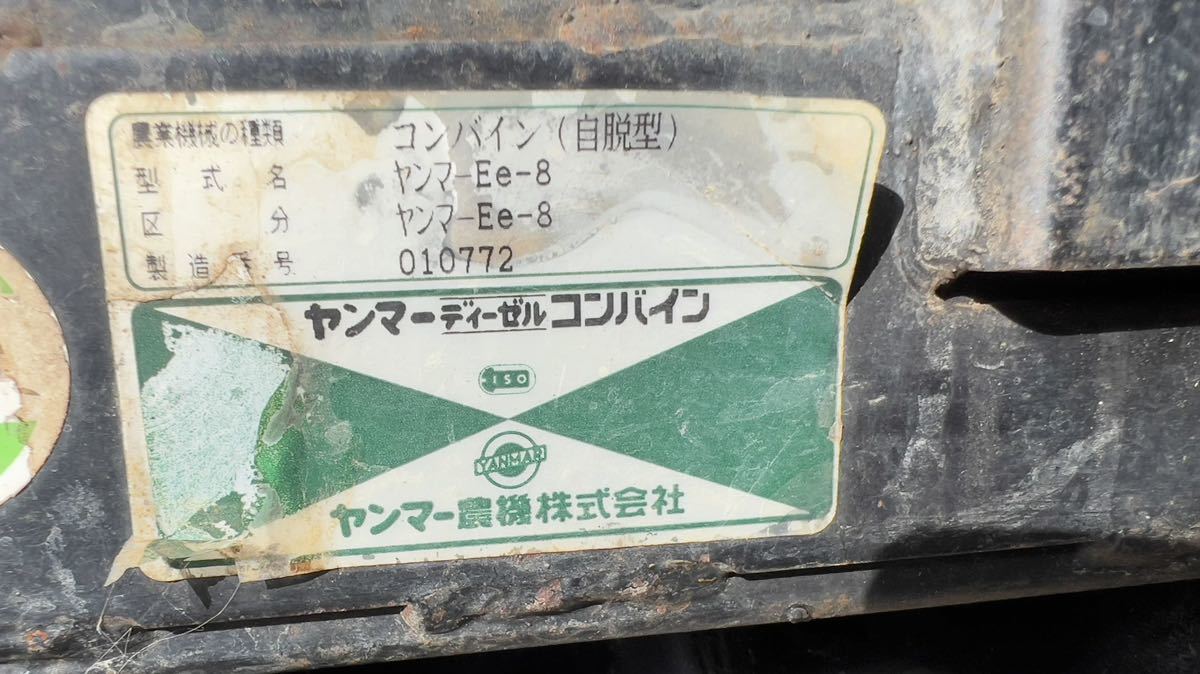 農業機械の種類 コンバイン(自脱型)
型式名 ヤンマーEe-8
区分 ヤンマーEe-8
製造番号 010772
ヤンマーディーゼルコンバイン
ISO
YANMAR
ヤンマー農機株式会社